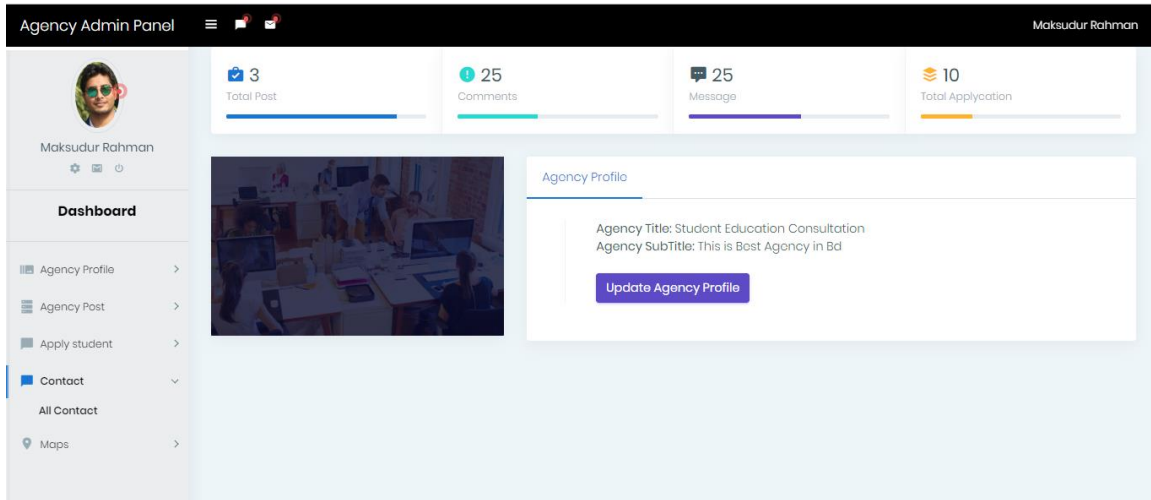 Agency Admin Panel
Maksudur Rahman
3
Total Post
25
Comments
25
Message
10
Total Applycation
Maksudur Rahman
Dashboard
Agency Profile
Agency Post
Apply student
Contact
All Contact
Maps
Agency Profile
Agency Title: Student Education Consultation
Agency SubTitle: This is Best Agency in Bd
Update Agency Profile